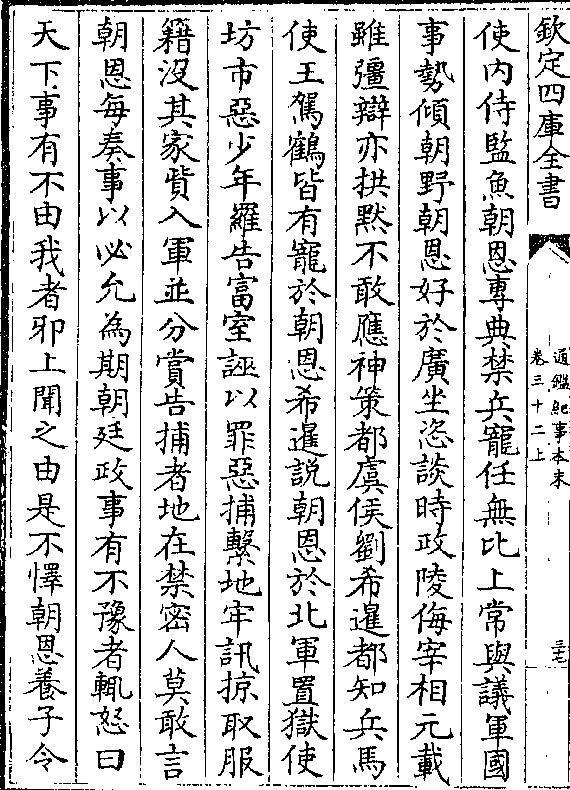 欽定四庫全書
通鑑紀事本末
卷三十二上
三七
使内侍監魚朝恩專典禁兵寵任無比上常與議軍國
事勢傾朝野朝恩好於廣坐恣談時政陵侮宰相元載
雖彊辯亦拱默不敢應神策都虞候劉希暹都知兵馬
使王駕鶴皆有寵於朝恩希暹説朝恩於北軍置獄使
坊市惡少年羅告富室誣以罪惡捕繫地牢訊掠取服
籍沒其家貲入軍並分賞告捕者地在禁密人莫敢言
朝恩每奏事以必允為期朝廷政事有不豫者輒怒曰
天下事有不由我者邪上聞之由是不懌朝恩養子令